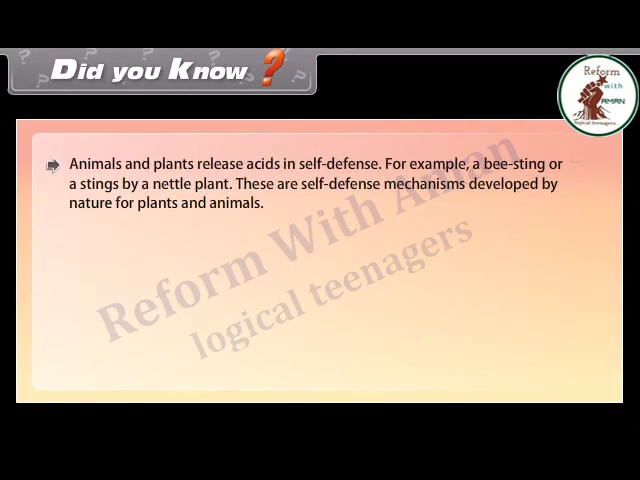 Did you Know ?
Reform
with
AMAN
logical teenagers...
Animals and plants release acids in self-defense. For example, a bee-sting or
a stings by a nettle plant. These are self-defense mechanisms developed by
nature for plants and animals.
Reform With Aman
logical teenagers